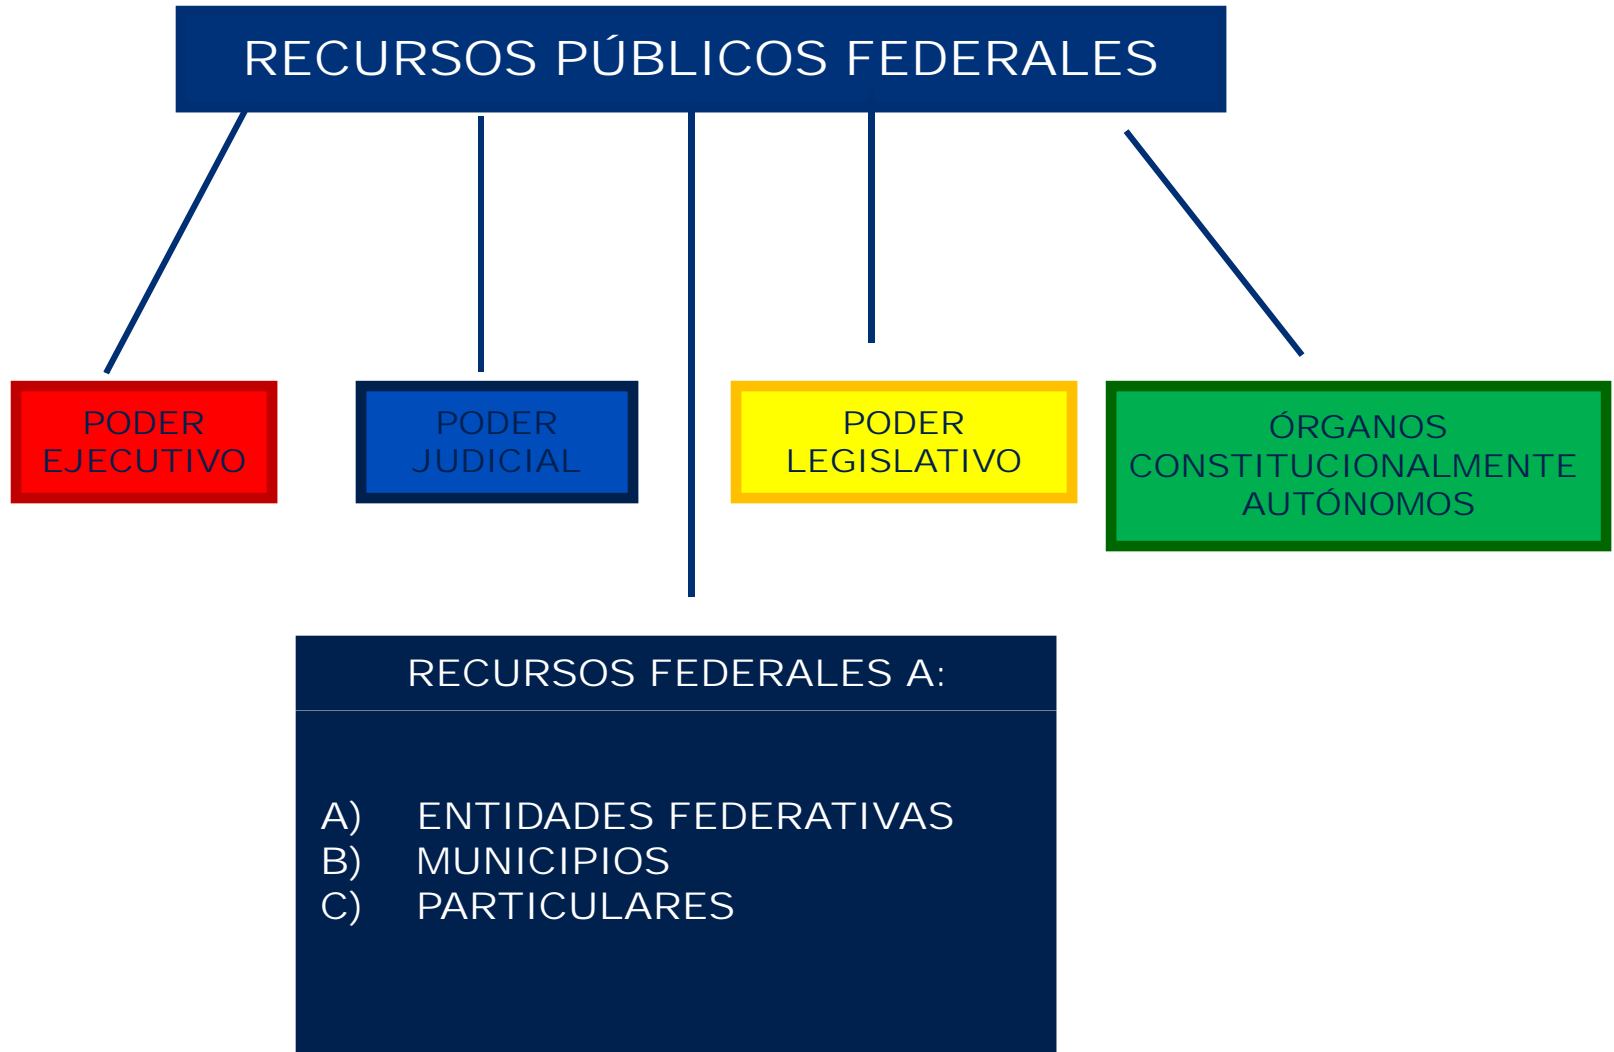 RECURSOS PÚBLICOS FEDERALES
PODER
EJECUTIVO
PODER
JUDICIAL
PODER
LEGISLATIVO
ÓRGANOS
CONSTITUCIONALMENTE
AUTÓNOMOS
RECURSOS FEDERALES A:
A) ENTIDADES FEDERATIVAS
B) MUNICIPIOS
C) PARTICULARES